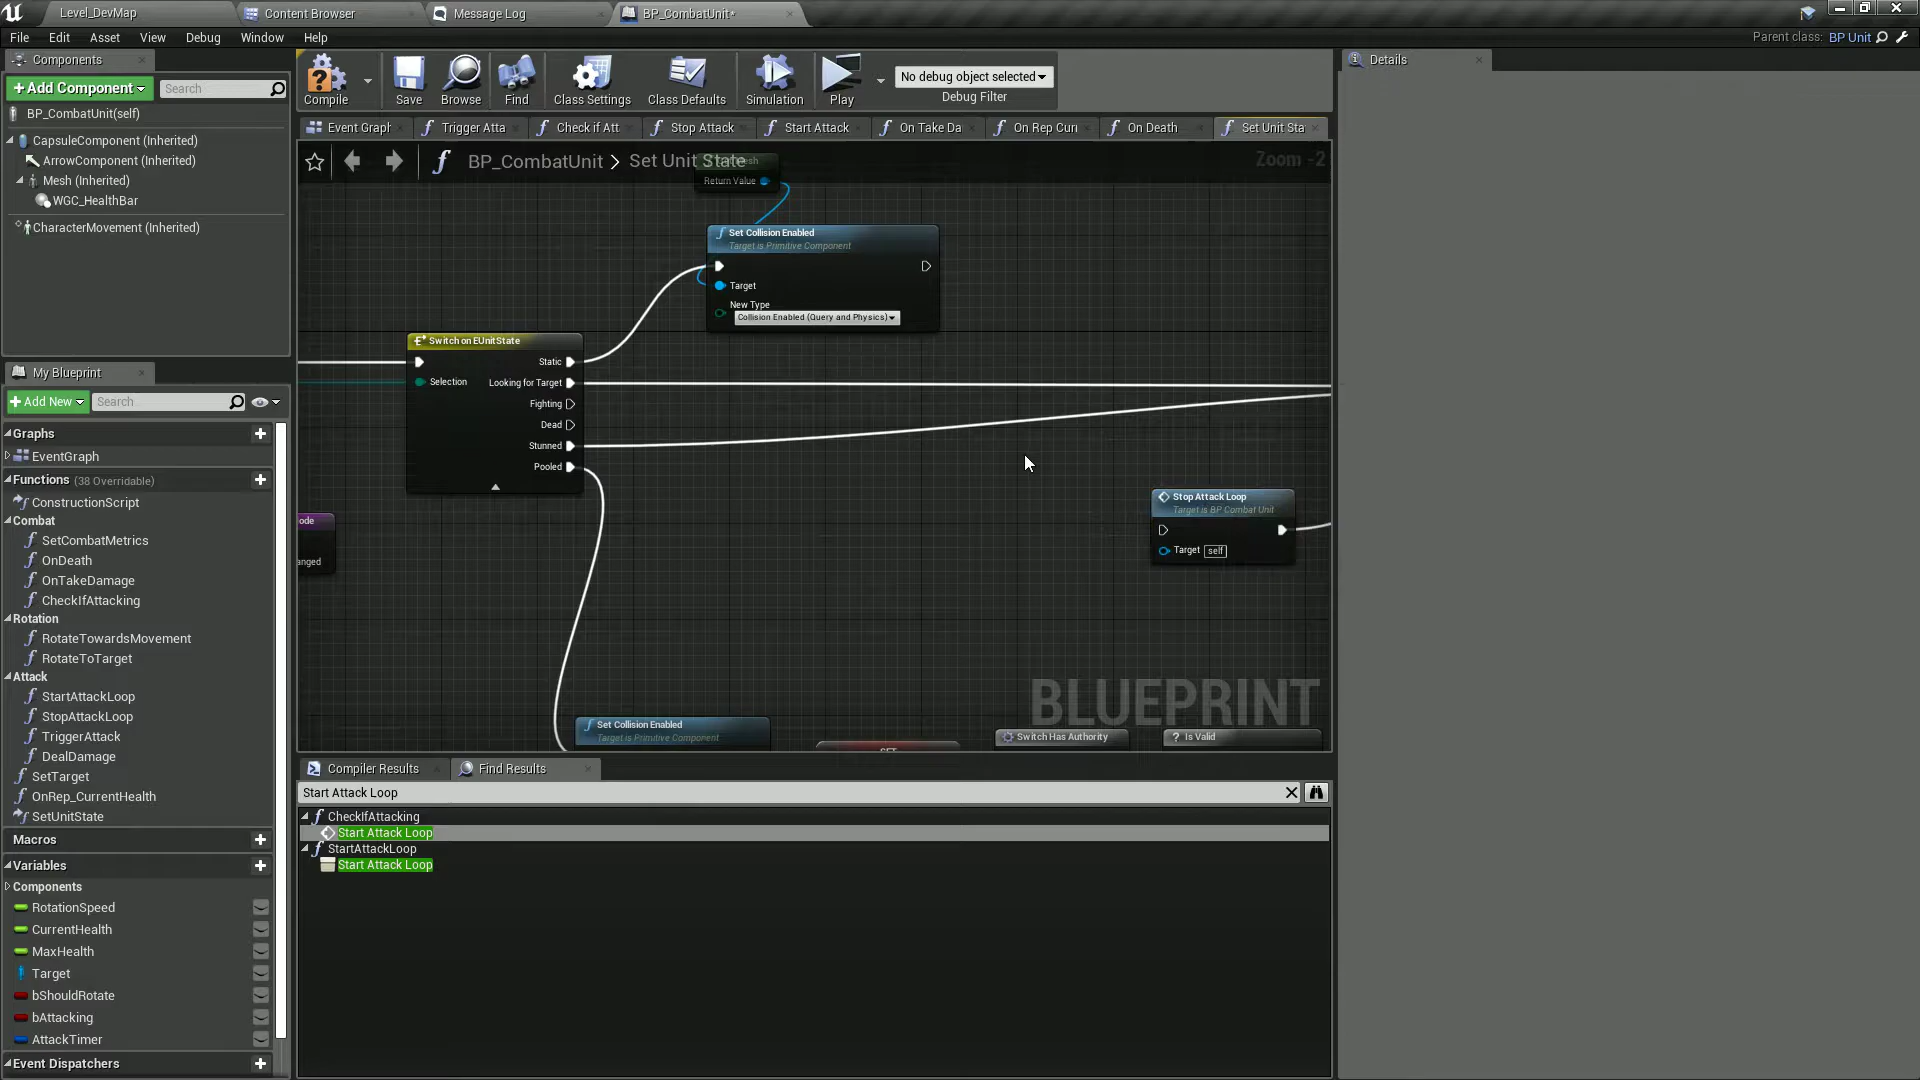 Level_DevMap
Content Browser
Message Log
BP_CombatUnit*
File Edit Asset View Debug Window Help
Parent class: BP Unit
Components
+Add Component
Search
BP_CombatUnit(self)
CapsuleComponent (Inherited)
ArrowComponent (Inherited)
Mesh (Inherited)
WGC_HealthBar
CharacterMovement (Inherited)
Compile
Save
Browse
Find
Class Settings
Class Defaults
Simulation
Play
No debug object selected
Debug Filter
Details
Event Graph
Trigger Atta
Check if Att
Stop Attack
Start Attack
On Take Da
On Rep Curr
On Death
Set Unit Sta
BP_CombatUnit > Set Unit State
Zoom -2
Return Value
Set Collision Enabled
Target is Primitive Component
Target
New Type
Collision Enabled (Query and Physics)
Switch on EUnitState
Selection
Static
Looking for Target
Fighting
Dead
Stunned
Pooled
ode
anged
Stop Attack Loop
Target is BP Combat Unit
Target self
Set Collision Enabled
Target is Primitive Component
SET
Switch Has Authority
? Is Valid
BLUEPRINT
My Blueprint
+Add New
Search
Graphs
EventGraph
Functions (38 Overridable)
ConstructionScript
Combat
SetCombatMetrics
OnDeath
OnTakeDamage
CheckIfAttacking
Rotation
RotateTowardsMovement
RotateToTarget
Attack
StartAttackLoop
StopAttackLoop
TriggerAttack
DealDamage
SetTarget
OnRep_CurrentHealth
SetUnitState
Macros
Variables
Components
RotationSpeed
CurrentHealth
MaxHealth
Target
bShouldRotate
bAttacking
AttackTimer
Event Dispatchers
Compiler Results
Find Results
Start Attack Loop
CheckIfAttacking
Start Attack Loop
StartAttackLoop
Start Attack Loop